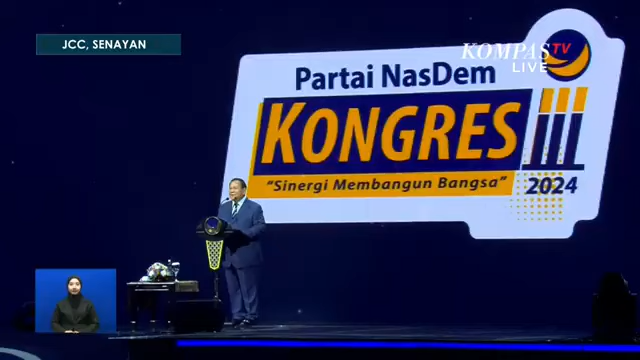 JCC, SENAYAN
KOMPASTV
LIVE
Partai NasDem
KONGRES III
"Sinergi Membangun Bangsa"
2024